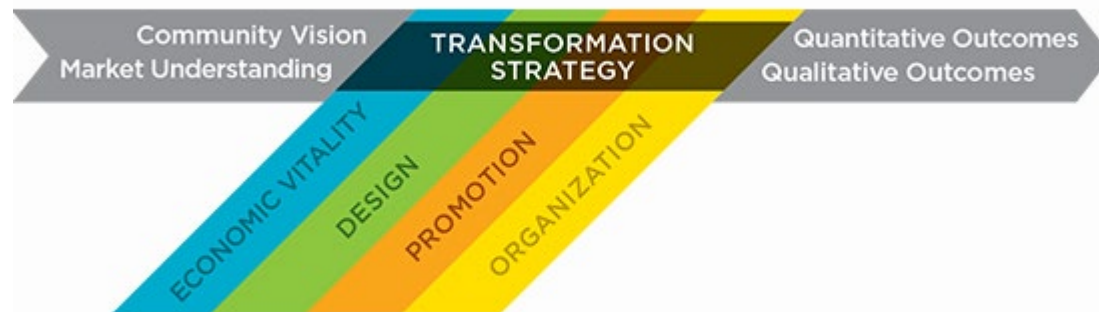 Community Vision
Market Understanding
TRANSFORMATION
STRATEGY
Quantitative Outcomes
Qualitative Outcomes
ECONOMIC VITALITY
DESIGN
PROMOTION
ORGANIZATION